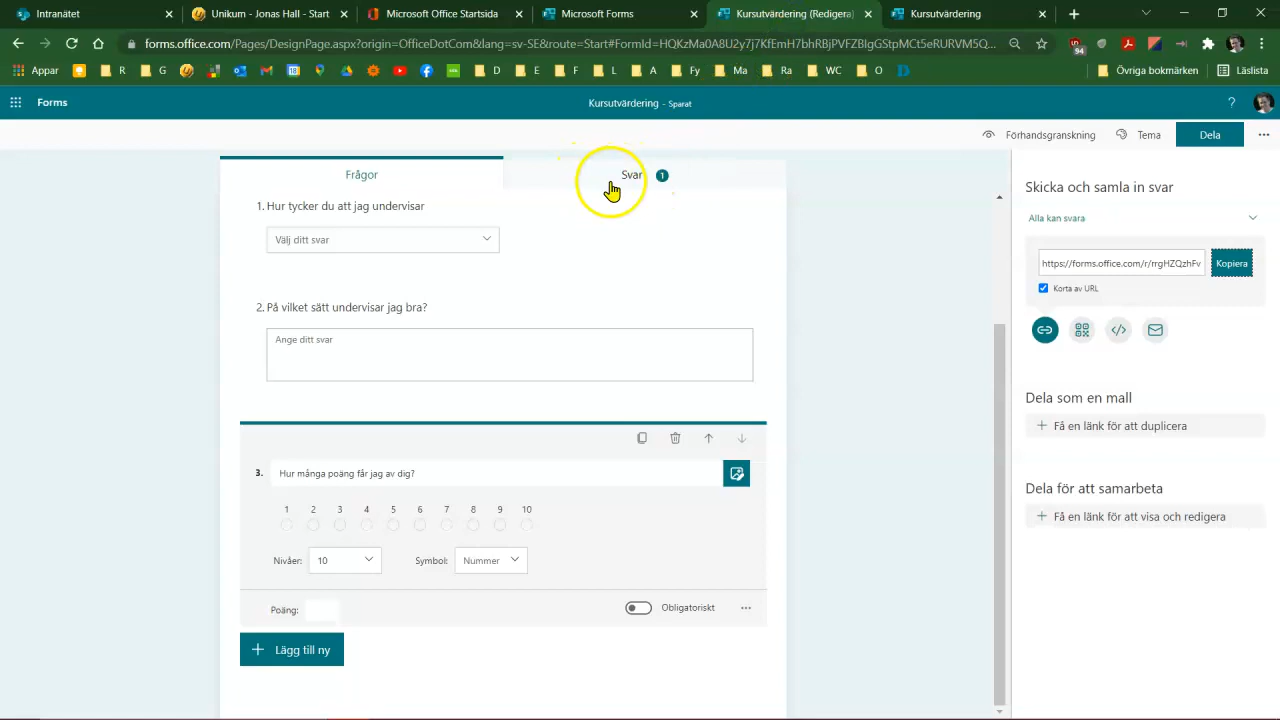 Intranet
Unikum - Jonas Hall - Start
Microsoft Office Startsida
Microsoft Forms
Kursutvärdering (Redigera)
Kursutvärdering
forms.office.com/Pages/DesignPage.aspx?origin=OfficeDotCom&lang=sv-SE&route=Start#FormId=HQKzMa0A8U2y7j7KfEmH7bhRBjPVFZBIgGStpMCt5eRURVM5Q...
94
Appar
R
G
D
E
F
L
A
Fy
Ma
Ra
WC
O
Övriga bokmärken
Läslista
Forms
Kursutvärdering - Sparat
?
Förhandsgranskning
Tema
Dela
Frågor
Svar 1
1. Hur tycker du att jag undervisar
Välj ditt svar
2. På vilket sätt undervisar jag bra?
Ange ditt svar
3. Hur många poäng får jag av dig?
1 2 3 4 5 6 7 8 9 10
Nivåer: 10 Symbol: Nummer
Poäng: Obligatoriskt
Lägg till ny
Skicka och samla in svar
Alla kan svara
https://forms.office.com/r/rrgHZQzhFv
Kopiera
Korta av URL
Dela som en mall
Få en länk för att duplicera
Dela för att samarbeta
Få en länk för att visa och redigera